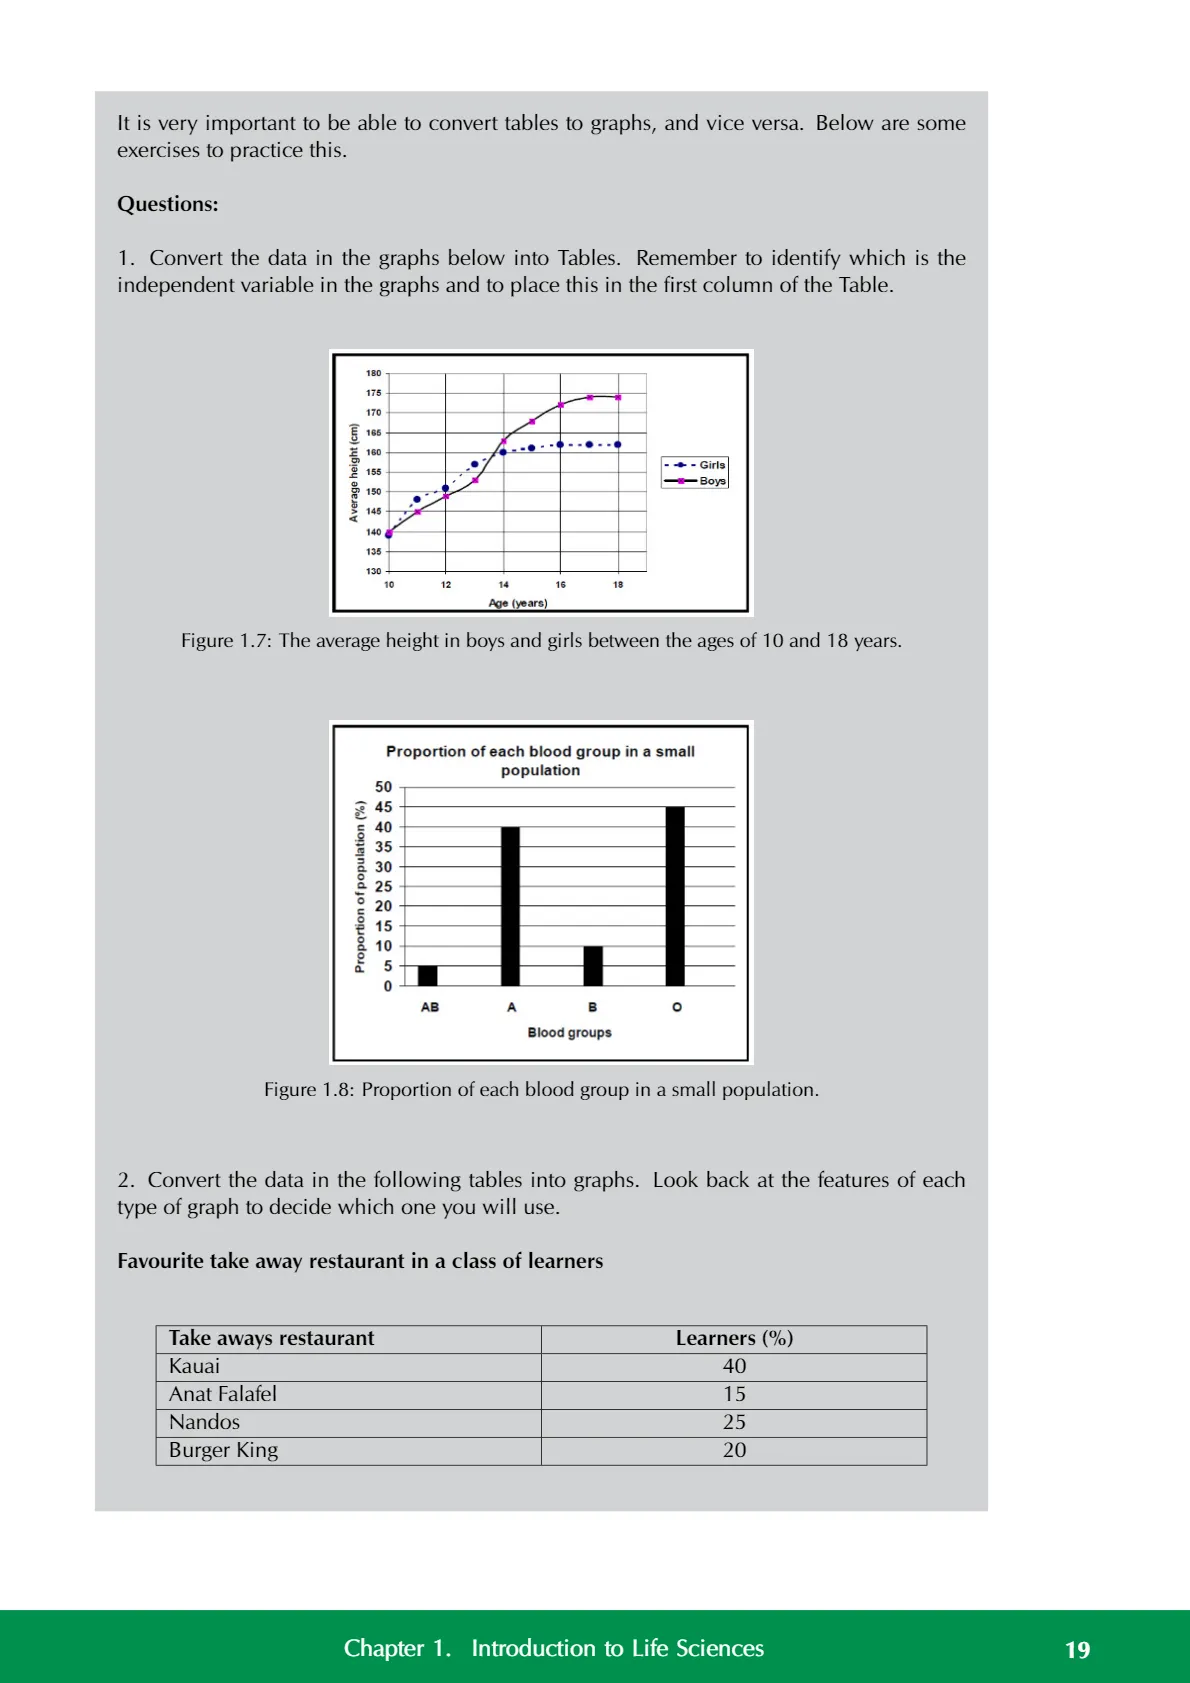 It is very important to be able to convert tables to graphs, and vice versa. Below are some
exercises to practice this.
Questions:
1. Convert the data in the graphs below into Tables. Remember to identify which is the
independent variable in the graphs and to place this in the first column of the Table.
180
175
170
165
160
155
150
145
140
135
130
Average height (cm)
10 12 14 16 18
Age (years)
Girls
Boys
Figure 1.7: The average height in boys and girls between the ages of 10 and 18 years.
Proportion of each blood group in a small
population
50
45
40
35
30
25
20
15
10
5
0
Proportion of population (%)
AB A B O
Blood groups
Figure 1.8: Proportion of each blood group in a small population.
2. Convert the data in the following tables into graphs. Look back at the features of each
type of graph to decide which one you will use.
Favourite take away restaurant in a class of learners
Take aways restaurant Learners (%)
Kauai 40
Anat Falafel 15
Nandos 25
Burger King 20
Chapter 1. Introduction to Life Sciences 19